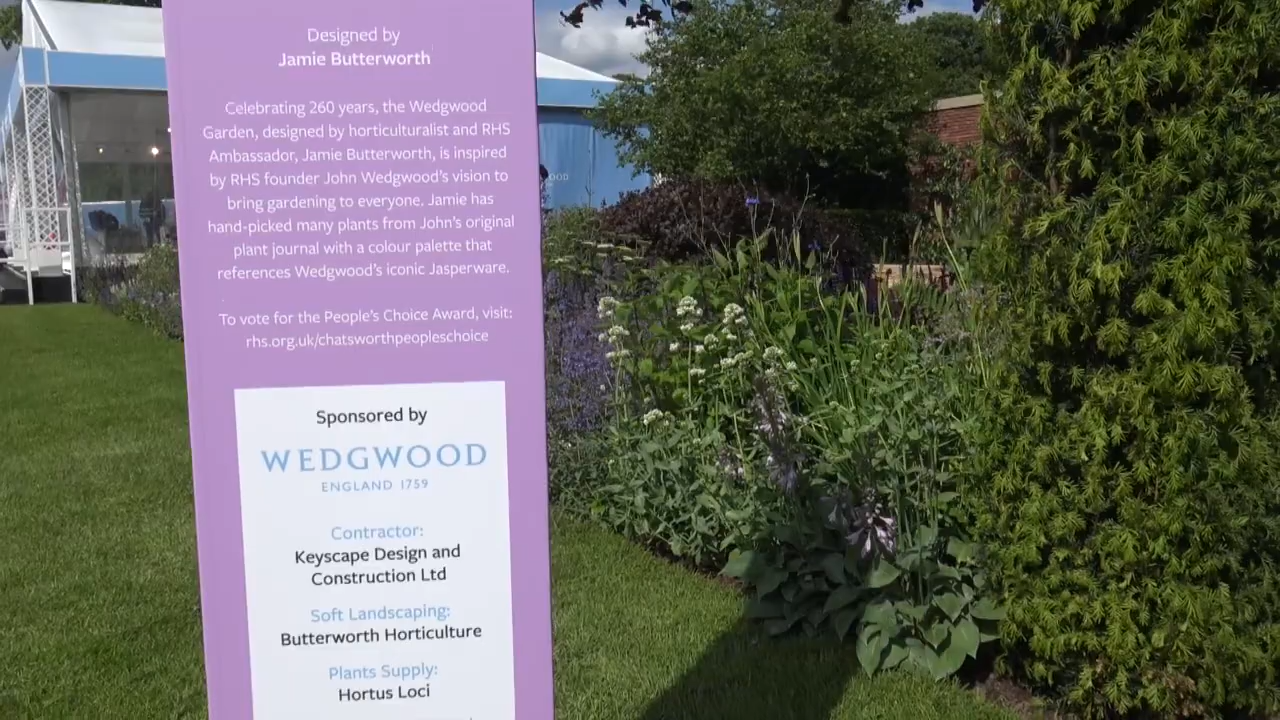 Designed by
Jamie Butterworth
Celebrating 260 years, the Wedgwood
Garden, designed by horticulturalist and RHS
Ambassador, Jamie Butterworth, is inspired
by RHS founder John Wedgwood's vision to
bring gardening to everyone. Jamie has
hand-picked many plants from John's original
plant journal with a colour palette that
references Wedgwood's iconic Jasperware.
To vote for the People's Choice Award, visit:
rhs.org.uk/chatsworthpeopleschoice
Sponsored by
WEDGWOOD
ENGLAND 1759
Contractor:
Keyscape Design and
Construction Ltd
Soft Landscaping:
Butterworth Horticulture
Plants Supply:
Hortus Loci